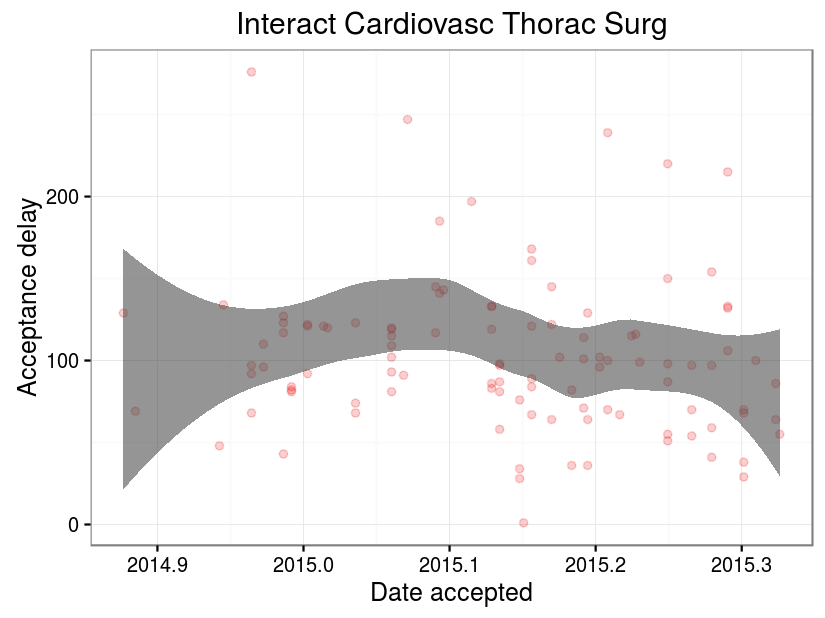 Interact Cardiovasc Thorac Surg
Acceptance delay
200
100
0
2014.9
2015.0
2015.1
2015.2
2015.3
Date accepted